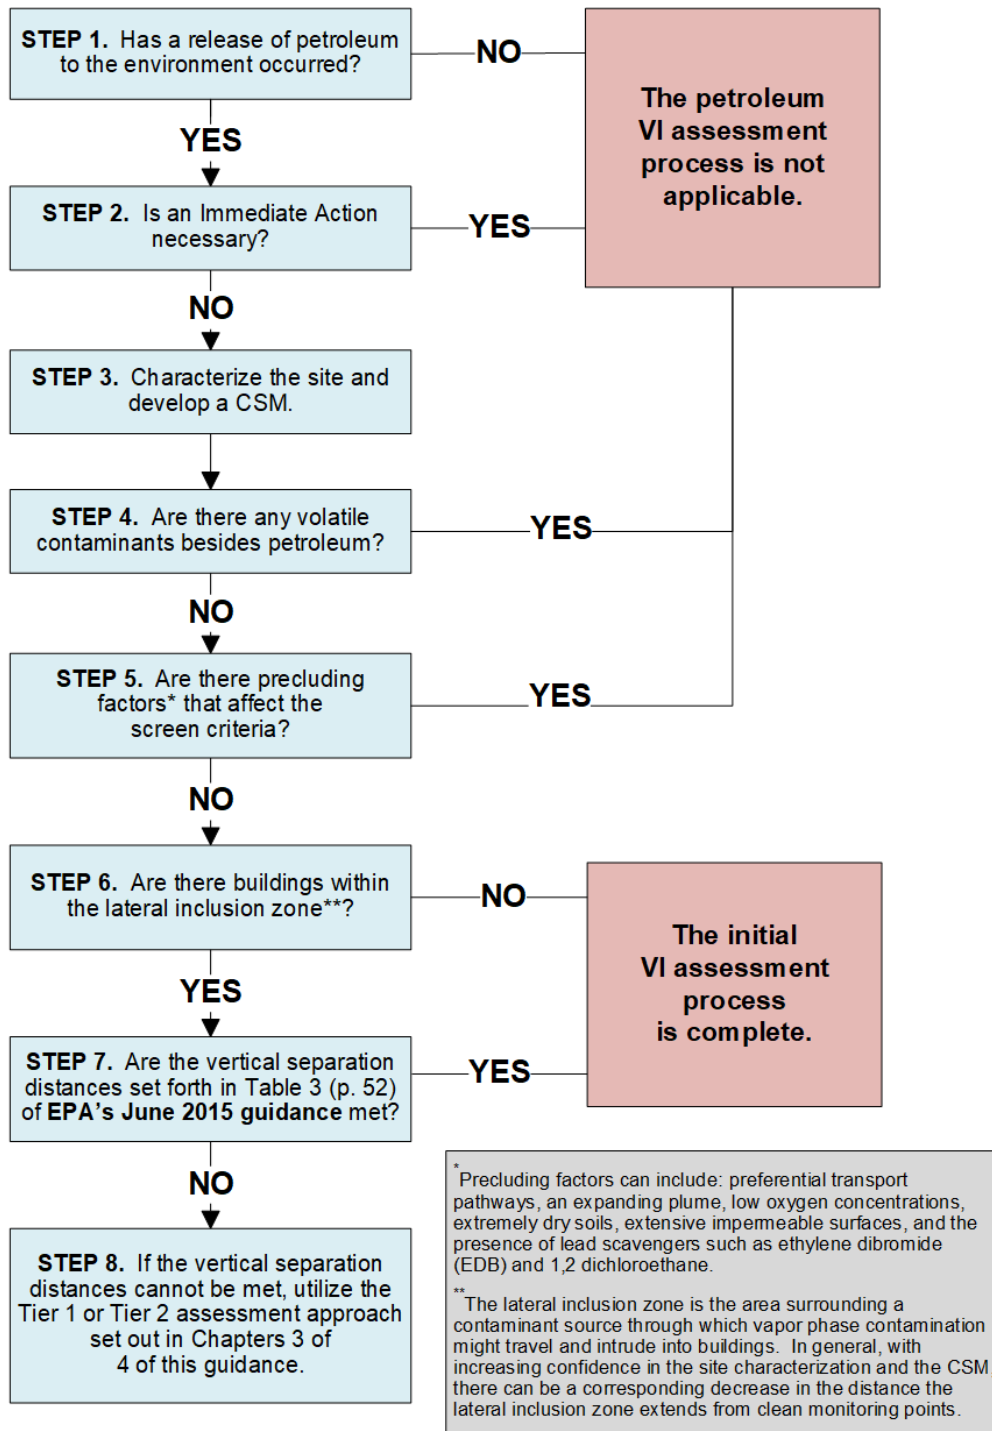 STEP 1. Has a release of petroleum
to the environment occurred?
NO
The petroleum
VI assessment
process is not
applicable.
YES
STEP 2. Is an Immediate Action
necessary?
YES
NO
STEP 3. Characterize the site and
develop a CSM.
STEP 4. Are there any volatile
contaminants besides petroleum?
YES
NO
STEP 5. Are there precluding
factors* that affect the
screen criteria?
YES
NO
STEP 6. Are there buildings within
the lateral inclusion zone**?
NO
The initial
VI assessment
process
is complete.
YES
STEP 7. Are the vertical separation
distances set forth in Table 3 (p. 52)
of EPA's June 2015 guidance met?
YES
NO
STEP 8. If the vertical separation
distances cannot be met, utilize the
Tier 1 or Tier 2 assessment approach
set out in Chapters 3 of
4 of this guidance.
*Precluding factors can include: preferential transport
pathways, an expanding plume, low oxygen concentrations,
extremely dry soils, extensive impermeable surfaces, and the
presence of lead scavengers such as ethylene dibromide
(EDB) and 1,2 dichloroethane.
**The lateral inclusion zone is the area surrounding a
contaminant source through which vapor phase contamination
might travel and intrude into buildings. In general, with
increasing confidence in the site characterization and the CSM,
there can be a corresponding decrease in the distance the
lateral inclusion zone extends from clean monitoring points.